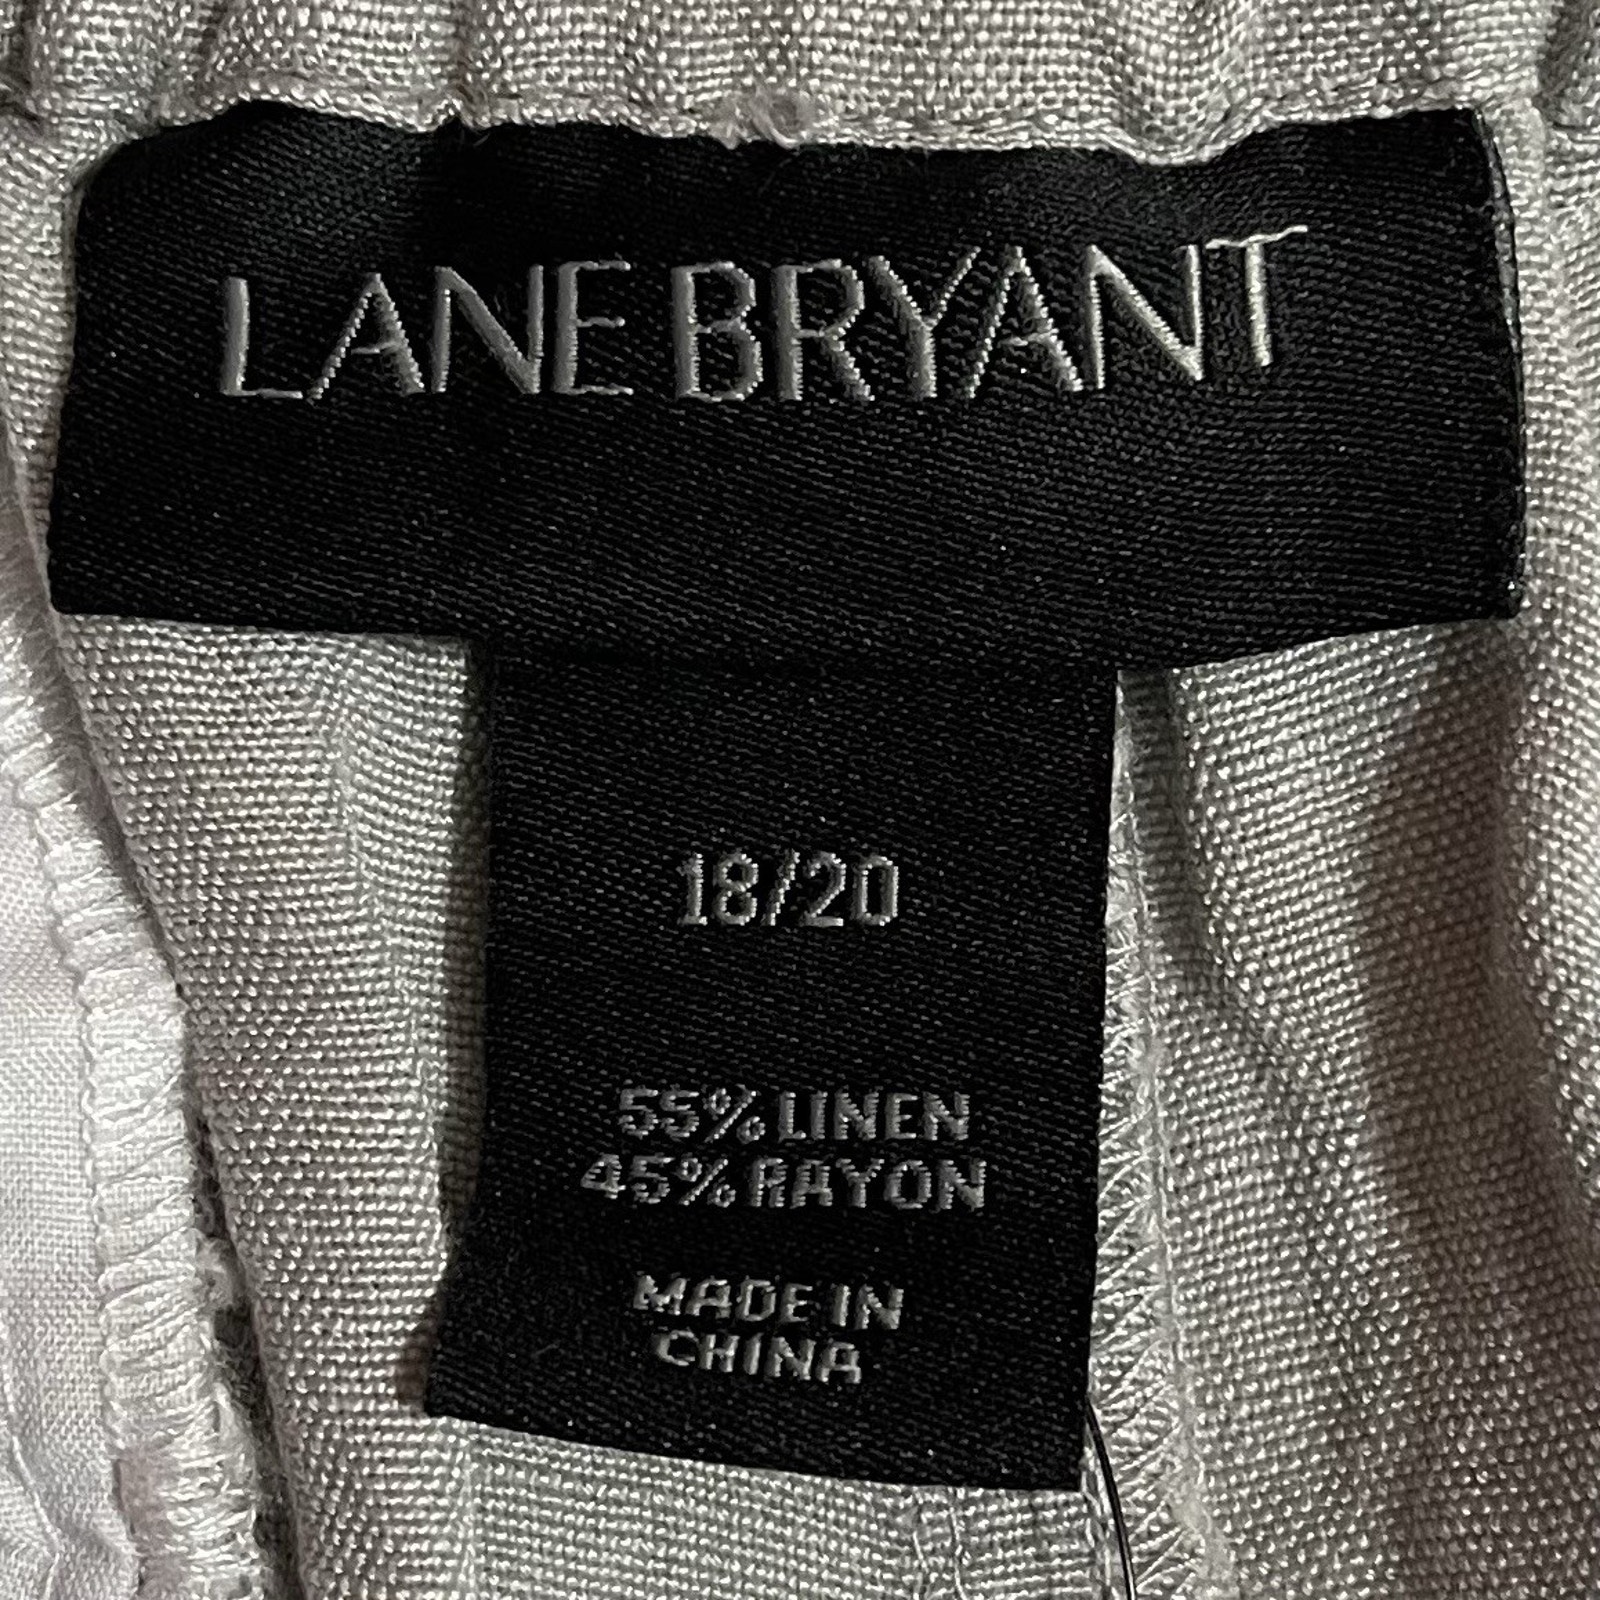 LANE BRYANT
18/20
55% LINEN
45% RAYON
MADE IN
CHINA